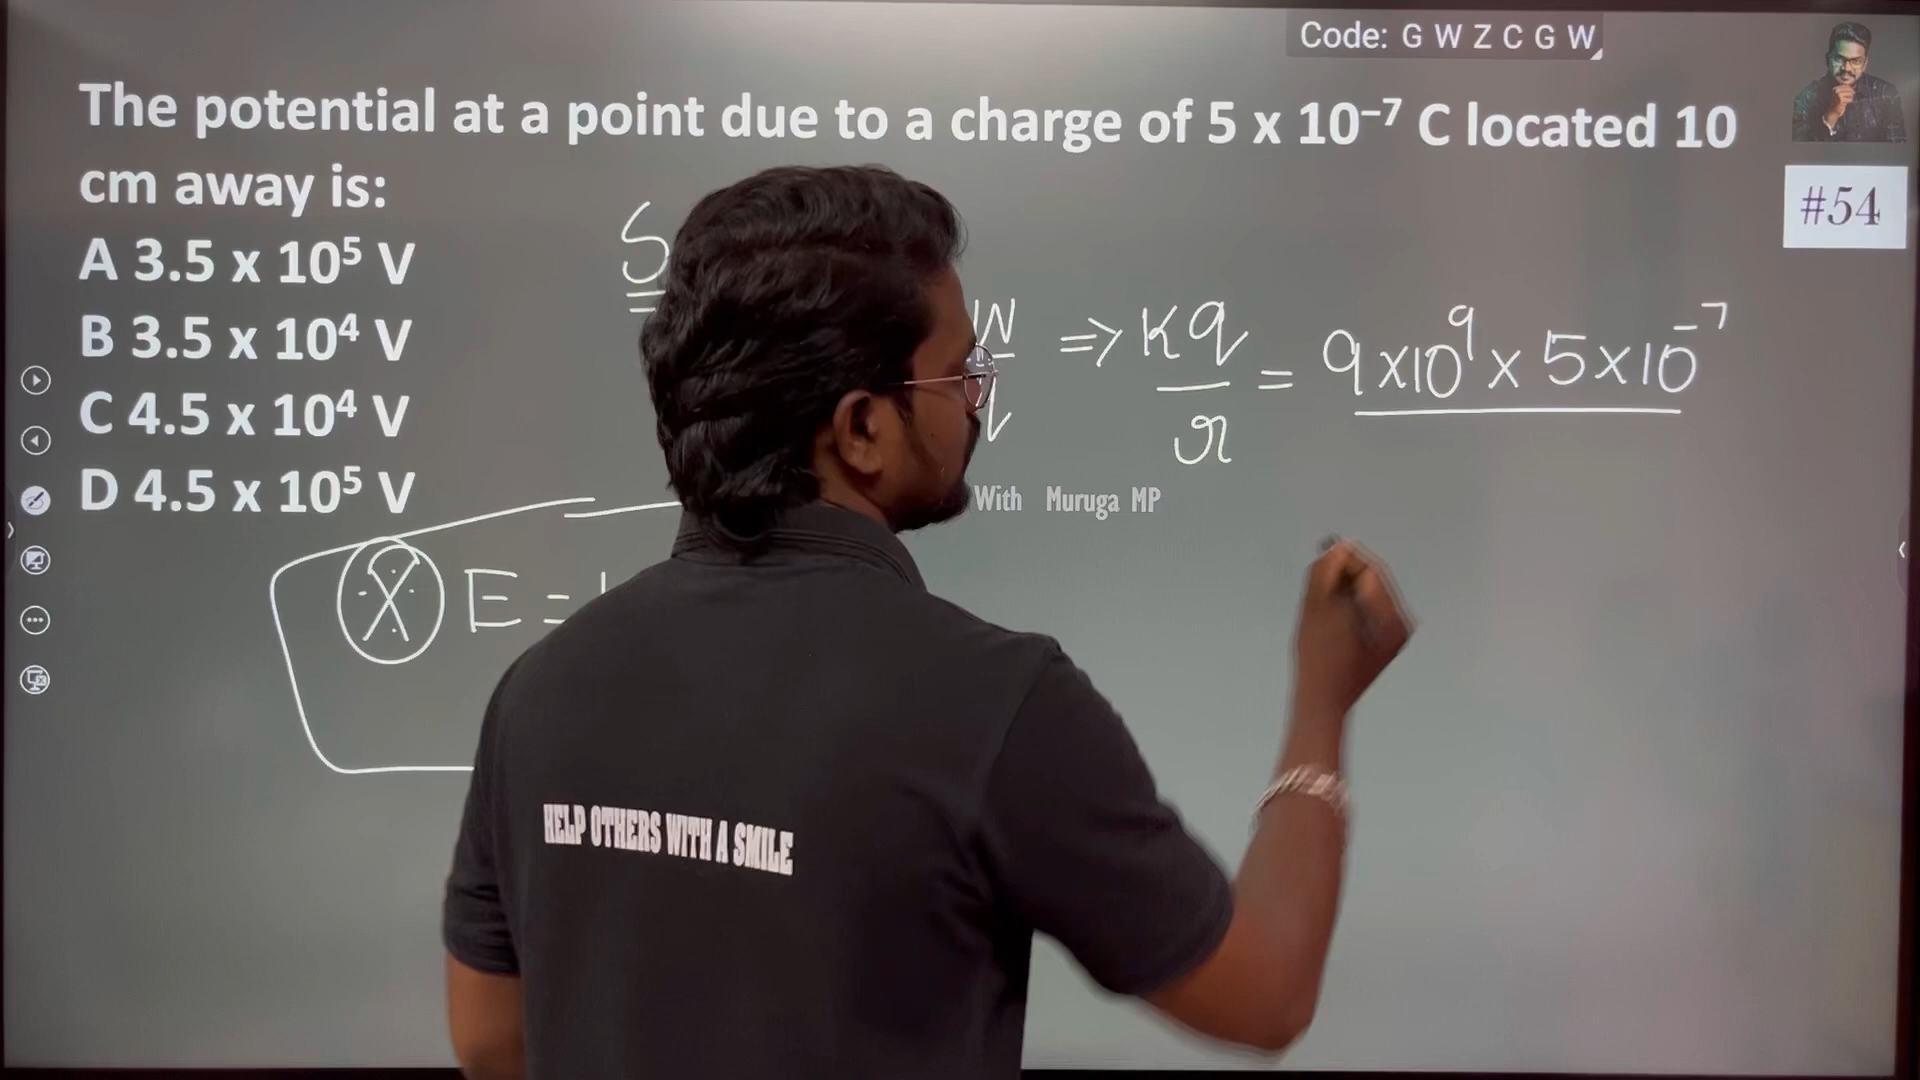 Code: G W Z C G W
The potential at a point due to a charge of 5 x 10⁻⁷ C located 10
cm away is:
#54
A 3.5 x 10⁵ V
B 3.5 x 10⁴ V
C 4.5 x 10⁴ V
D 4.5 x 10⁵ V
S
W/q => Kq/r = 9x10⁹ x 5x10⁻⁷
With Muruga MP
E =
HELP OTHERS WITH A SMILE